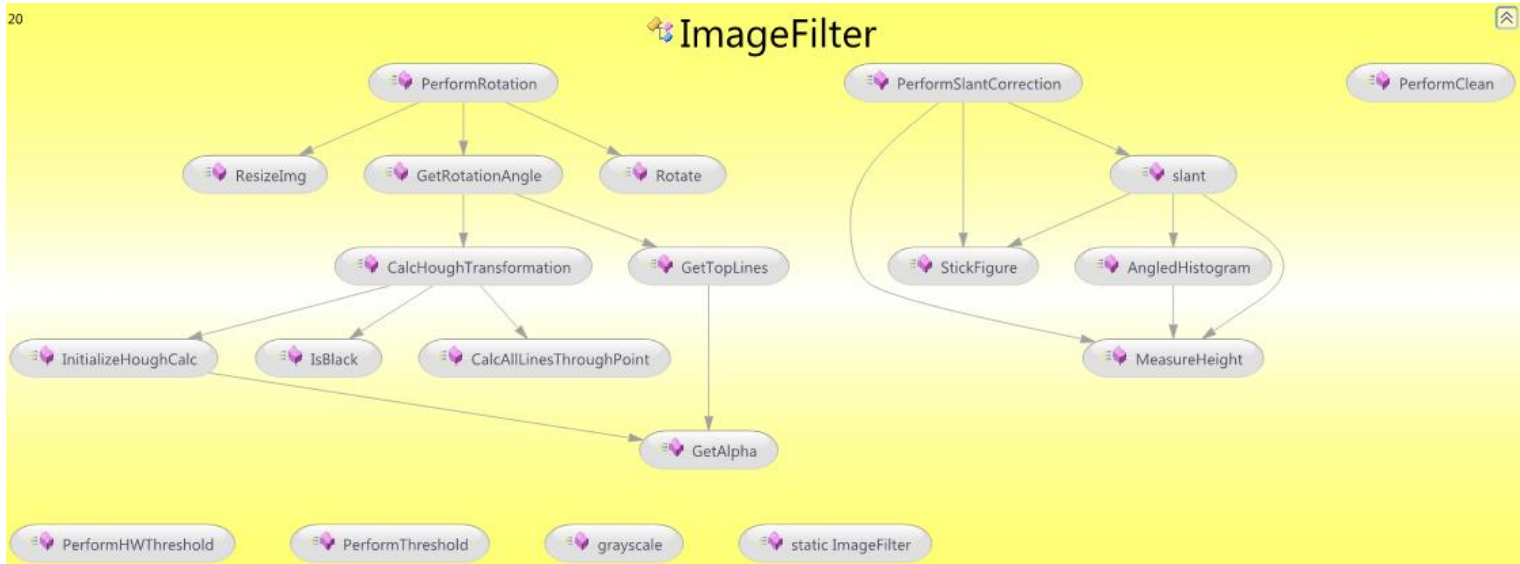 20
ImageFilter
PerformRotation
PerformSlantCorrection
PerformClean
ResizeImg
GetRotationAngle
Rotate
slant
CalcHoughTransformation
GetTopLines
StickFigure
AngledHistogram
InitializeHoughCalc
IsBlack
CalcAllLinesThroughPoint
MeasureHeight
GetAlpha
PerformHWThreshold
PerformThreshold
grayscale
static ImageFilter